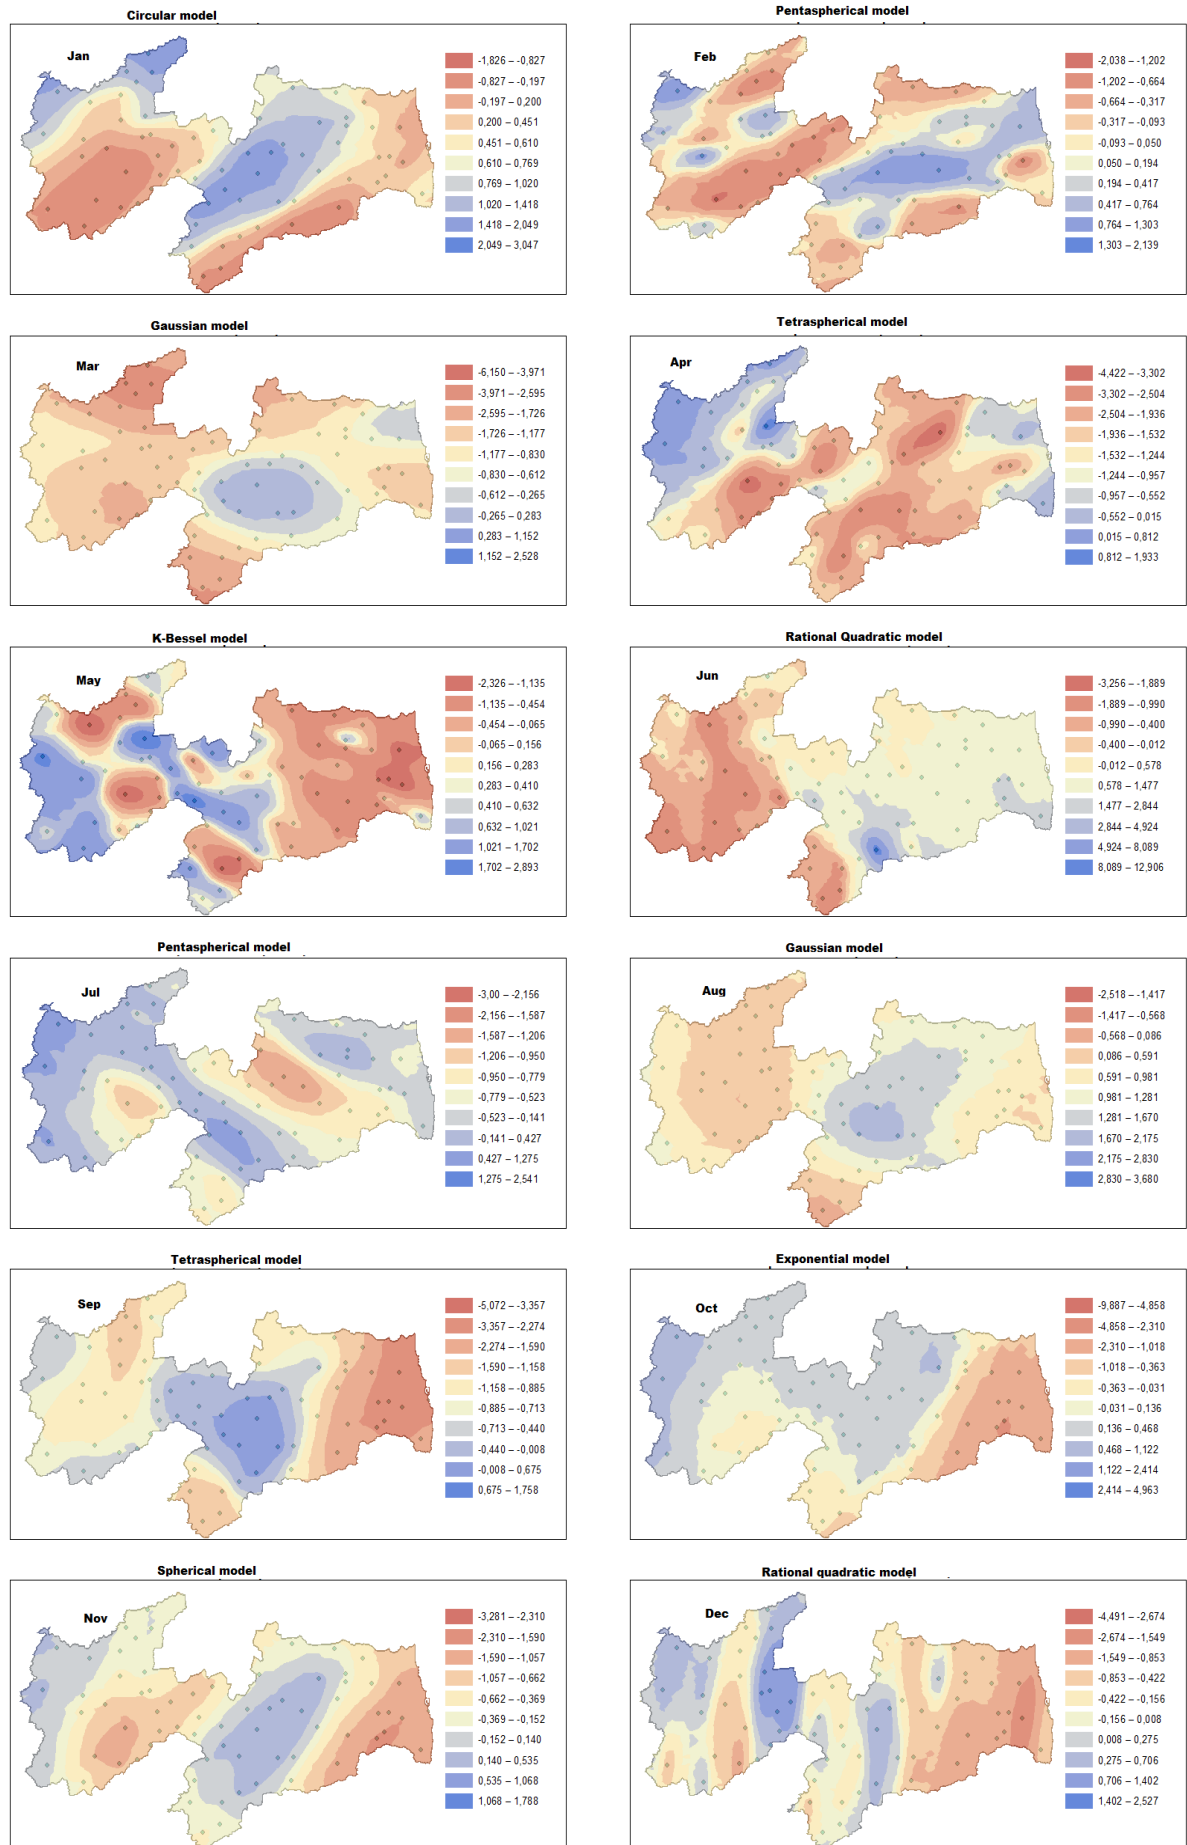 Circular model
Jan
-1,826 – -0,827
-0,827 – -0,197
-0,197 – 0,200
0,200 – 0,451
0,451 – 0,610
0,610 – 0,769
0,769 – 1,020
1,020 – 1,418
1,418 – 2,049
2,049 – 3,047
Pentaspherical model
Feb
-2,038 – -1,202
-1,202 – -0,664
-0,664 – -0,317
-0,317 – -0,093
-0,093 – 0,050
0,050 – 0,194
0,194 – 0,417
0,417 – 0,764
0,764 – 1,303
1,303 – 2,139
Gaussian model
Mar
-6,150 – -3,971
-3,971 – -2,595
-2,595 – -1,726
-1,726 – -1,177
-1,177 – -0,830
-0,830 – -0,612
-0,612 – -0,265
-0,265 – 0,283
0,283 – 1,152
1,152 – 2,528
Tetraspherical model
Apr
-4,422 – -3,302
-3,302 – -2,504
-2,504 – -1,936
-1,936 – -1,532
-1,532 – -1,244
-1,244 – -0,957
-0,957 – -0,552
-0,552 – 0,015
0,015 – 0,812
0,812 – 1,933
K-Bessel model
May
-2,326 – -1,135
-1,135 – -0,454
-0,454 – -0,065
-0,065 – 0,156
0,156 – 0,283
0,283 – 0,410
0,410 – 0,632
0,632 – 1,021
1,021 – 1,702
1,702 – 2,893
Rational Quadratic model
Jun
-3,256 – -1,889
-1,889 – -0,990
-0,990 – -0,400
-0,400 – -0,012
-0,012 – 0,578
0,578 – 1,477
1,477 – 2,844
2,844 – 4,924
4,924 – 8,089
8,089 – 12,906
Pentaspherical model
Jul
-3,00 – -2,156
-2,156 – -1,587
-1,587 – -1,206
-1,206 – -0,950
-0,950 – -0,779
-0,779 – -0,523
-0,523 – -0,141
-0,141 – 0,427
0,427 – 1,275
1,275 – 2,541
Gaussian model
Aug
-2,518 – -1,417
-1,417 – -0,568
-0,568 – 0,086
0,086 – 0,591
0,591 – 0,981
0,981 – 1,281
1,281 – 1,670
1,670 – 2,175
2,175 – 2,830
2,830 – 3,680
Tetraspherical model
Sep
-5,072 – -3,357
-3,357 – -2,274
-2,274 – -1,590
-1,590 – -1,158
-1,158 – -0,885
-0,885 – -0,713
-0,713 – -0,440
-0,440 – -0,008
-0,008 – 0,675
0,675 – 1,758
Exponential model
Oct
-9,887 – -4,858
-4,858 – -2,310
-2,310 – -1,018
-1,018 – -0,363
-0,363 – -0,031
-0,031 – 0,136
0,136 – 0,468
0,468 – 1,122
1,122 – 2,414
2,414 – 4,963
Spherical model
Nov
-3,281 – -2,310
-2,310 – -1,590
-1,590 – -1,057
-1,057 – -0,662
-0,662 – -0,369
-0,369 – -0,152
-0,152 – 0,140
0,140 – 0,535
0,535 – 1,068
1,068 – 1,788
Rational quadratic model
Dec
-4,491 – -2,674
-2,674 – -1,549
-1,549 – -0,853
-0,853 – -0,422
-0,422 – -0,156
-0,156 – 0,008
0,008 – 0,275
0,275 – 0,706
0,706 – 1,402
1,402 – 2,527